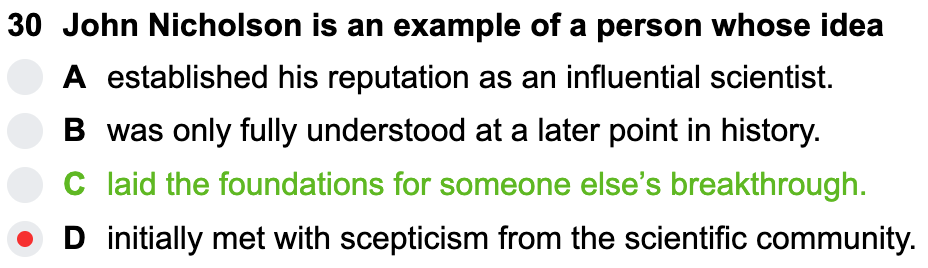 30 John Nicholson is an example of a person whose idea
A established his reputation as an influential scientist.
B was only fully understood at a later point in history.
C laid the foundations for someone else’s breakthrough.
D initially met with scepticism from the scientific community.